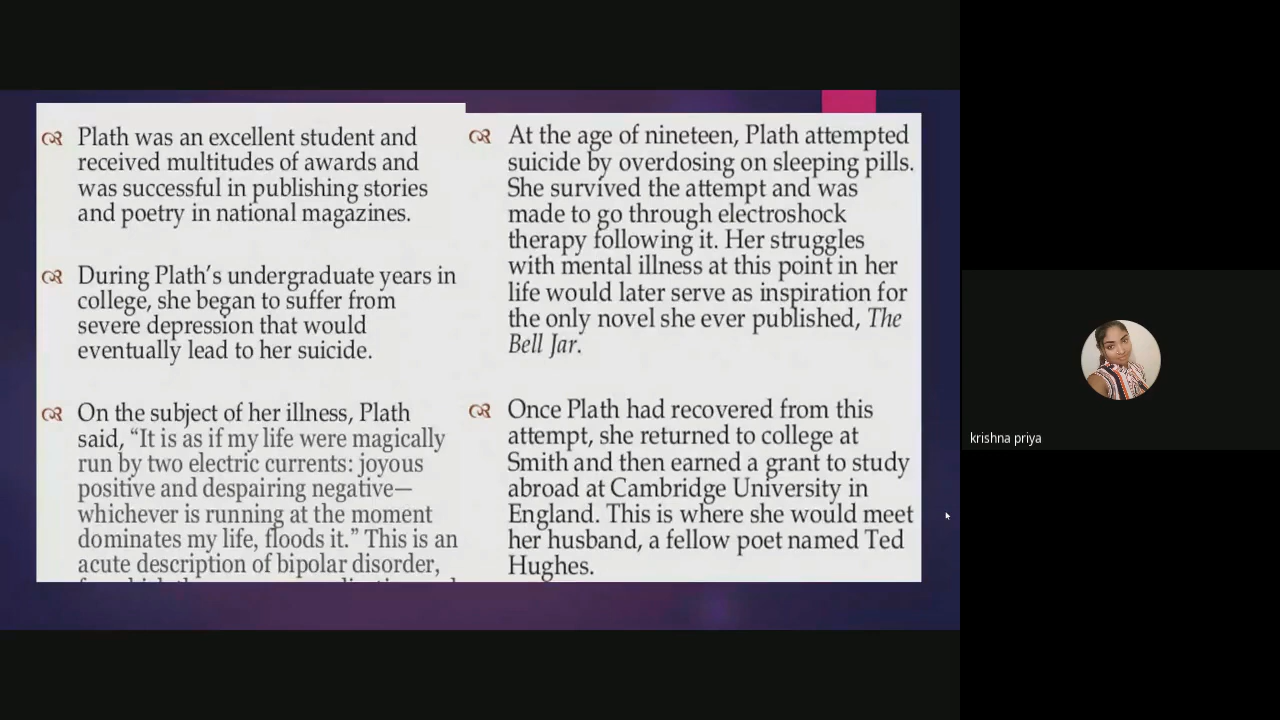 Plath was an excellent student and
received multitudes of awards and
was successful in publishing stories
and poetry in national magazines.
During Plath's undergraduate years in
college, she began to suffer from
severe depression that would
eventually lead to her suicide.
On the subject of her illness, Plath
said, “It is as if my life were magically
run by two electric currents: joyous
positive and despairing negative—
whichever is running at the moment
dominates my life, floods it.” This is an
acute description of bipolar disorder,
At the age of nineteen, Plath attempted
suicide by overdosing on sleeping pills.
She survived the attempt and was
made to go through electroshock
therapy following it. Her struggles
with mental illness at this point in her
life would later serve as inspiration for
the only novel she ever published, The
Bell Jar.
Once Plath had recovered from this
attempt, she returned to college at
Smith and then earned a grant to study
abroad at Cambridge University in
England. This is where she would meet
her husband, a fellow poet named Ted
Hughes.
krishna priya